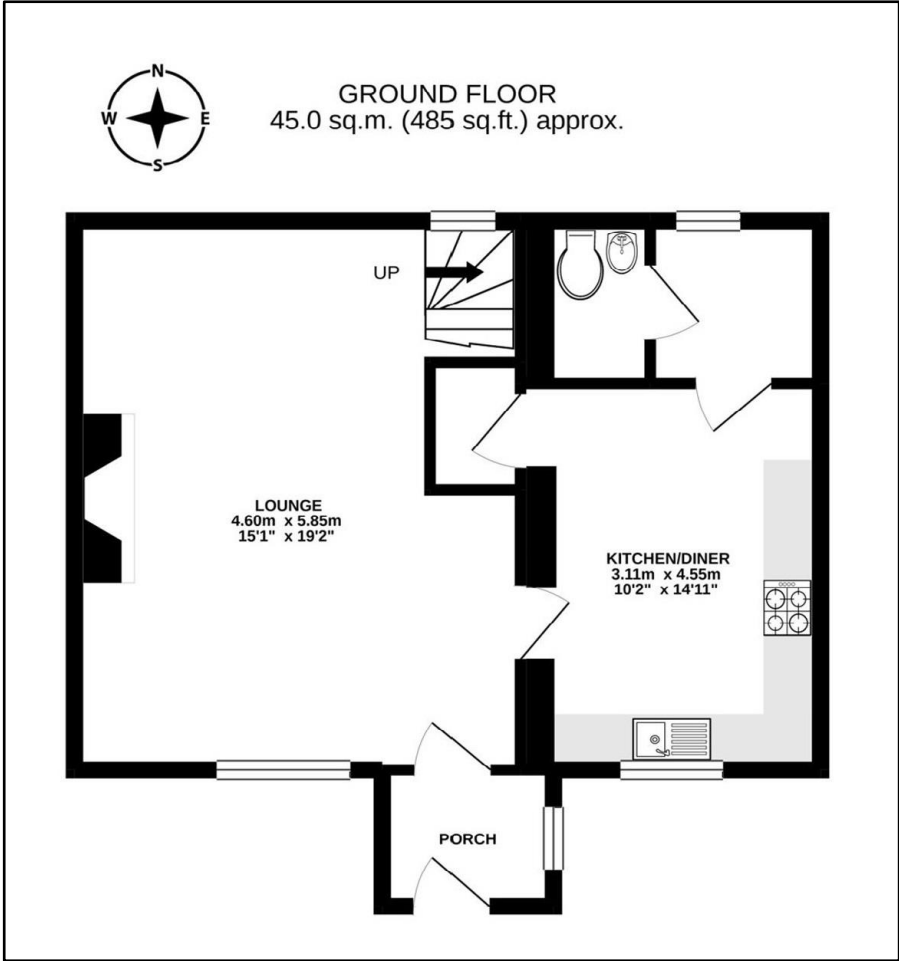 N
W E
S
GROUND FLOOR
45.0 sq.m. (485 sq.ft.) approx.
UP
LOUNGE
4.60m x 5.85m
15'1" x 19'2"
KITCHEN/DINER
3.11m x 4.55m
10'2" x 14'11"
PORCH